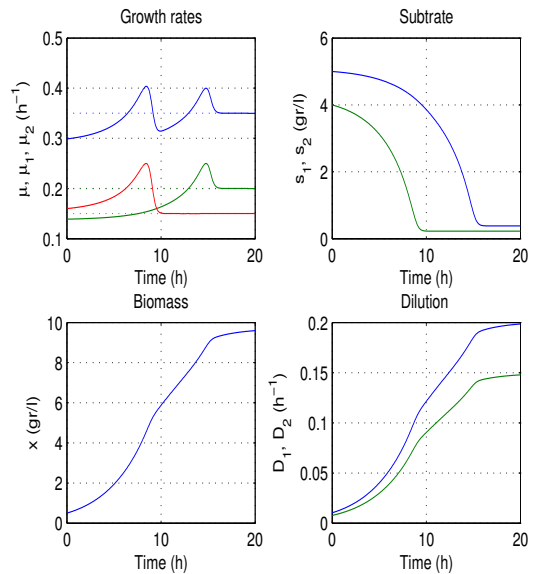 Growth rates
μ, μ₁, μ₂ (h⁻¹)
0.5
0.4
0.3
0.2
0.1
0 10 20
Time (h)
Subtrate
s₁, s₂ (gr/l)
6
4
2
0
0 10 20
Time (h)
Biomass
x (gr/l)
10
8
6
4
2
0
0 10 20
Time (h)
Dilution
D₁, D₂ (h⁻¹)
0.2
0.15
0.1
0.05
0
0 10 20
Time (h)